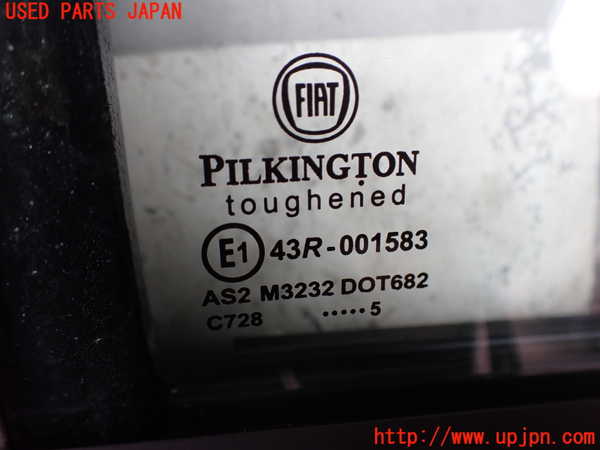 USED PARTS JAPAN
FIAT
PILKINGTON
toughened
E1 43R-001583
AS2 M3232 DOT682
C728 ·····5
http://www.upjpn.com/